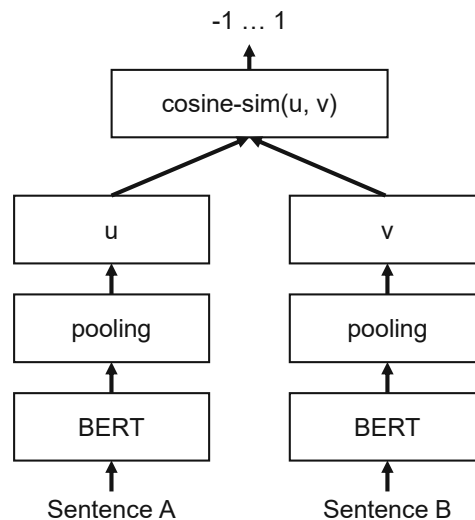 -1 … 1
cosine-sim(u, v)
u v
pooling pooling
BERT BERT
Sentence A Sentence B